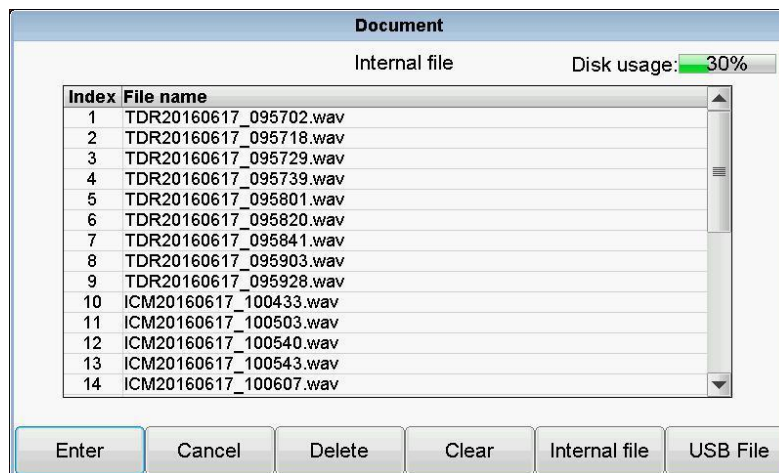 Document
Internal file Disk usage: 30%
Index File name
1 TDR20160617_095702.wav
2 TDR20160617_095718.wav
3 TDR20160617_095729.wav
4 TDR20160617_095739.wav
5 TDR20160617_095801.wav
6 TDR20160617_095820.wav
7 TDR20160617_095841.wav
8 TDR20160617_095903.wav
9 TDR20160617_095928.wav
10 ICM20160617_100433.wav
11 ICM20160617_100503.wav
12 ICM20160617_100540.wav
13 ICM20160617_100543.wav
14 ICM20160617_100607.wav
Enter Cancel Delete Clear Internal file USB File